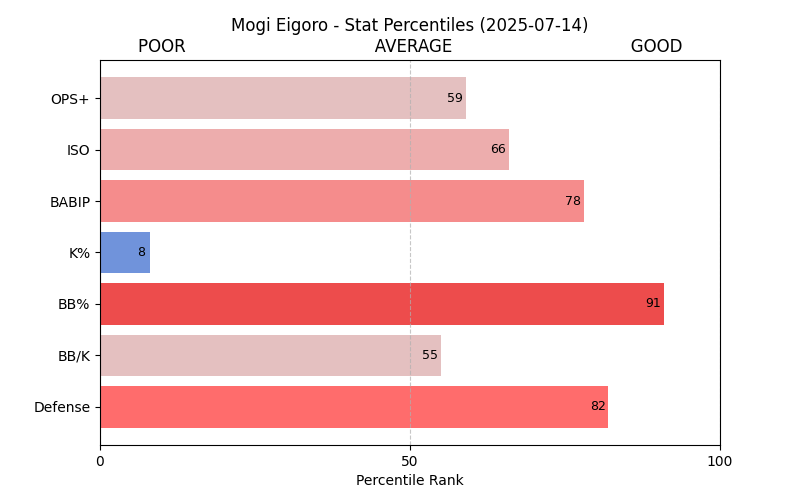 Mogi Eigoro - Stat Percentiles (2025-07-14)
POOR AVERAGE GOOD
OPS+ 59
ISO 66
BABIP 78
K% 8
BB% 91
BB/K 55
Defense 82
0 50 100
Percentile Rank